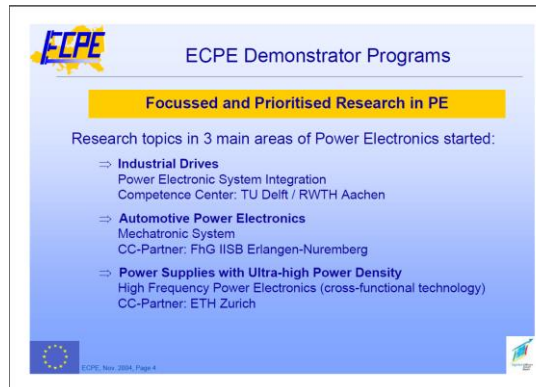 ECPE
ECPE Demonstrator Programs
Focussed and Prioritised Research in PE
Research topics in 3 main areas of Power Electronics started:
⇒ Industrial Drives
Power Electronic System Integration
Competence Center: TU Delft / RWTH Aachen
⇒ Automotive Power Electronics
Mechatronic System
CC-Partner: FhG IISB Erlangen-Nuremberg
⇒ Power Supplies with Ultra-high Power Density
High Frequency Power Electronics (cross-functional technology)
CC-Partner: ETH Zurich
ECPE, Nov. 2004, Page 4